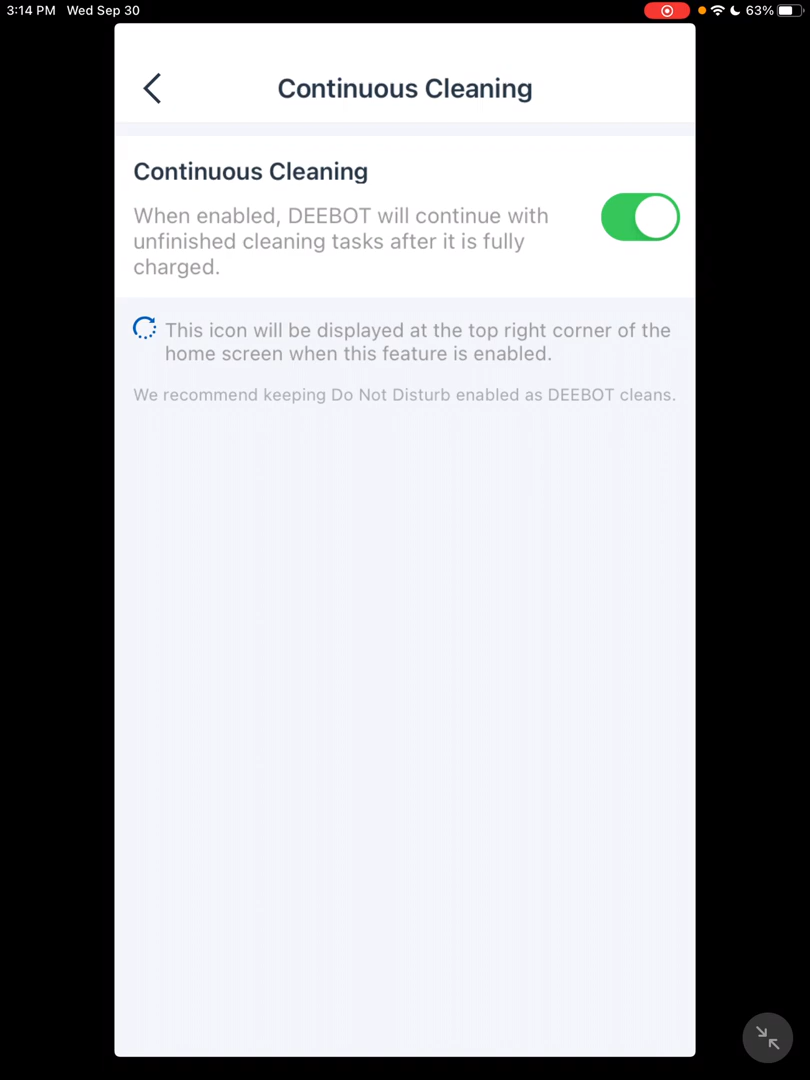 3:14 PM Wed Sep 30 63%
Continuous Cleaning
Continuous Cleaning
When enabled, DEEBOT will continue with
unfinished cleaning tasks after it is fully
charged.
This icon will be displayed at the top right corner of the
home screen when this feature is enabled.
We recommend keeping Do Not Disturb enabled as DEEBOT cleans.